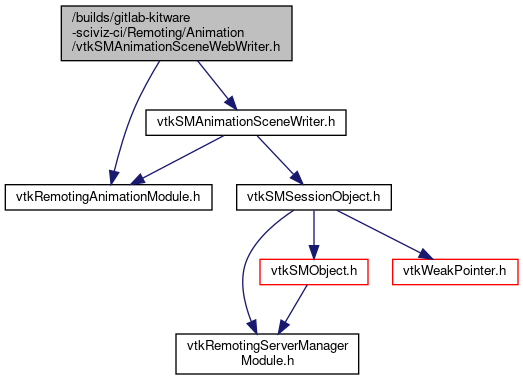 /builds/gitlab-kitware
-sciviz-ci/Remoting/Animation
/vtkSMAnimationSceneWebWriter.h
vtkSMAnimationSceneWriter.h
vtkRemotingAnimationModule.h
vtkSMSessionObject.h
vtkSMObject.h
vtkWeakPointer.h
vtkRemotingServerManager
Module.h